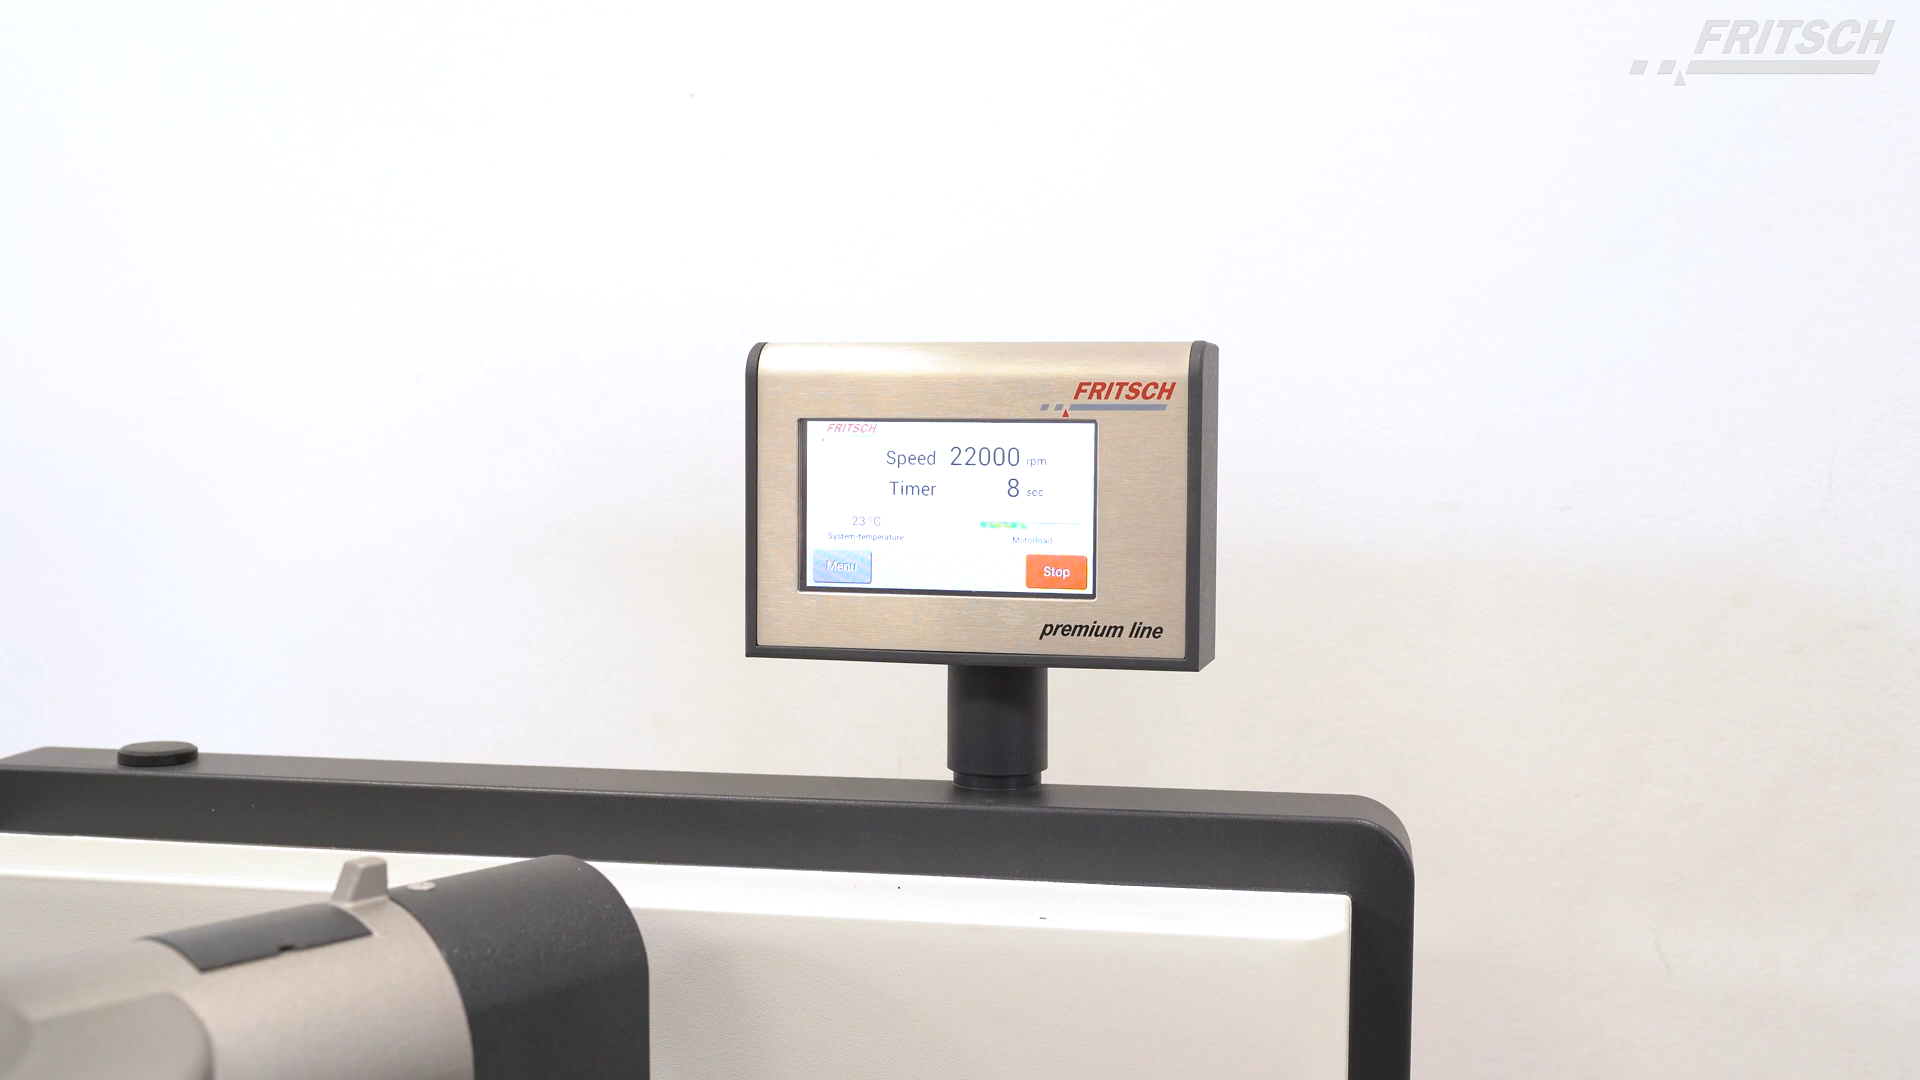 FRITSCH
FRITSCH
FRITSCH
Speed 22000 rpm
Timer 8 sec
23 °C
System-temperature
Motorload
Menu
Stop
premium line